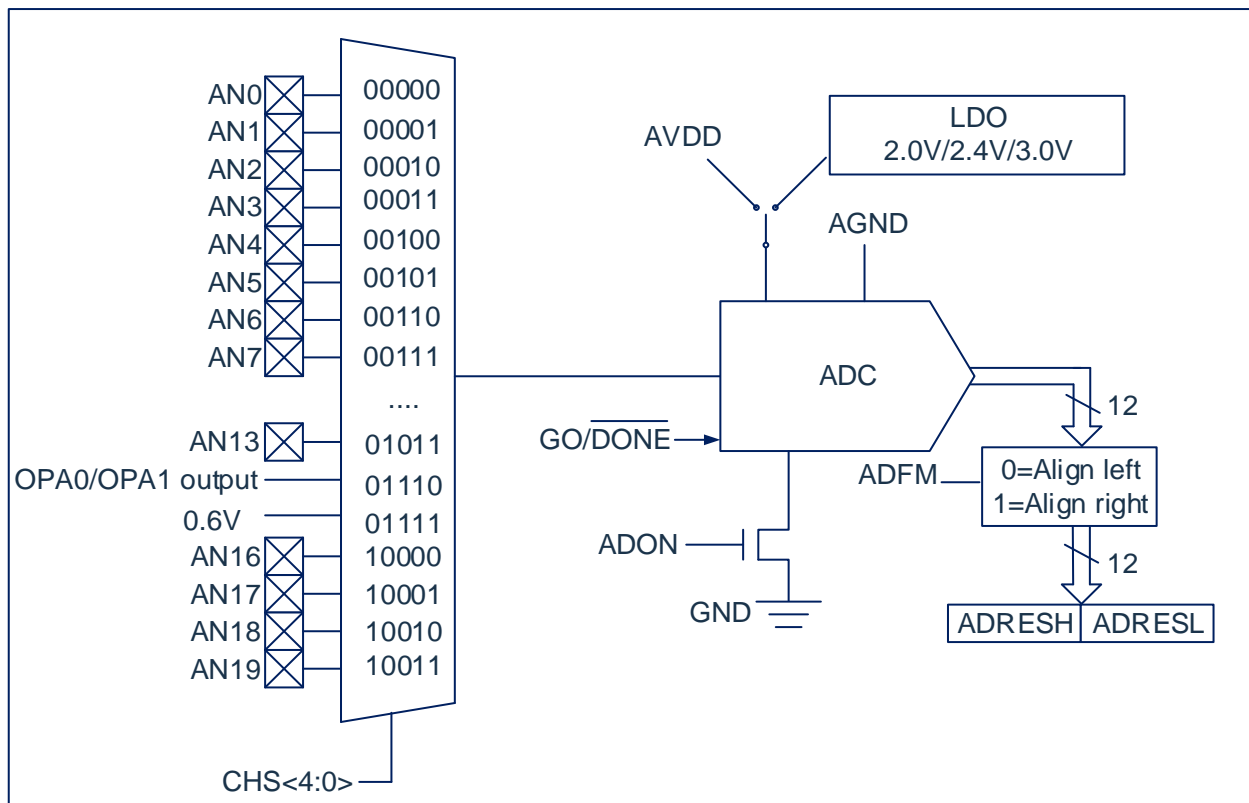 AN0 00000
AN1 00001
AN2 00010
AN3 00011
AN4 00100
AN5 00101
AN6 00110
AN7 00111
....
AN13 01011
OPA0/OPA1 output 01110
0.6V 01111
AN16 10000
AN17 10001
AN18 10010
AN19 10011
CHS<4:0>
AVDD
LDO
2.0V/2.4V/3.0V
AGND
ADC
GO/DONE
12
ADFM
0=Align left
1=Align right
ADON
12
GND
ADRESH ADRESL